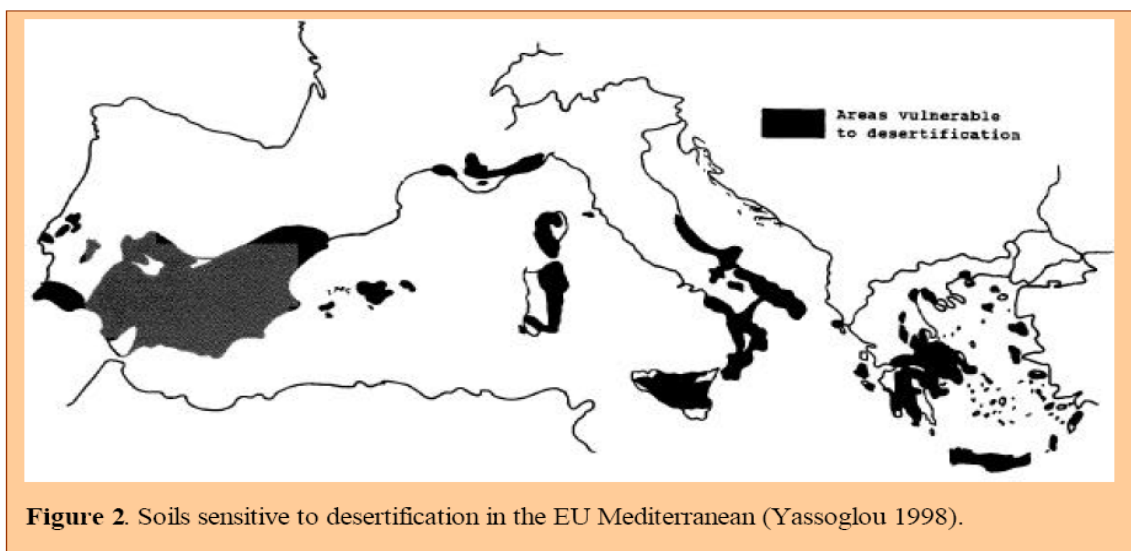 Areas vulnerable
to desertification
Figure 2. Soils sensitive to desertification in the EU Mediterranean (Yassoglou 1998).